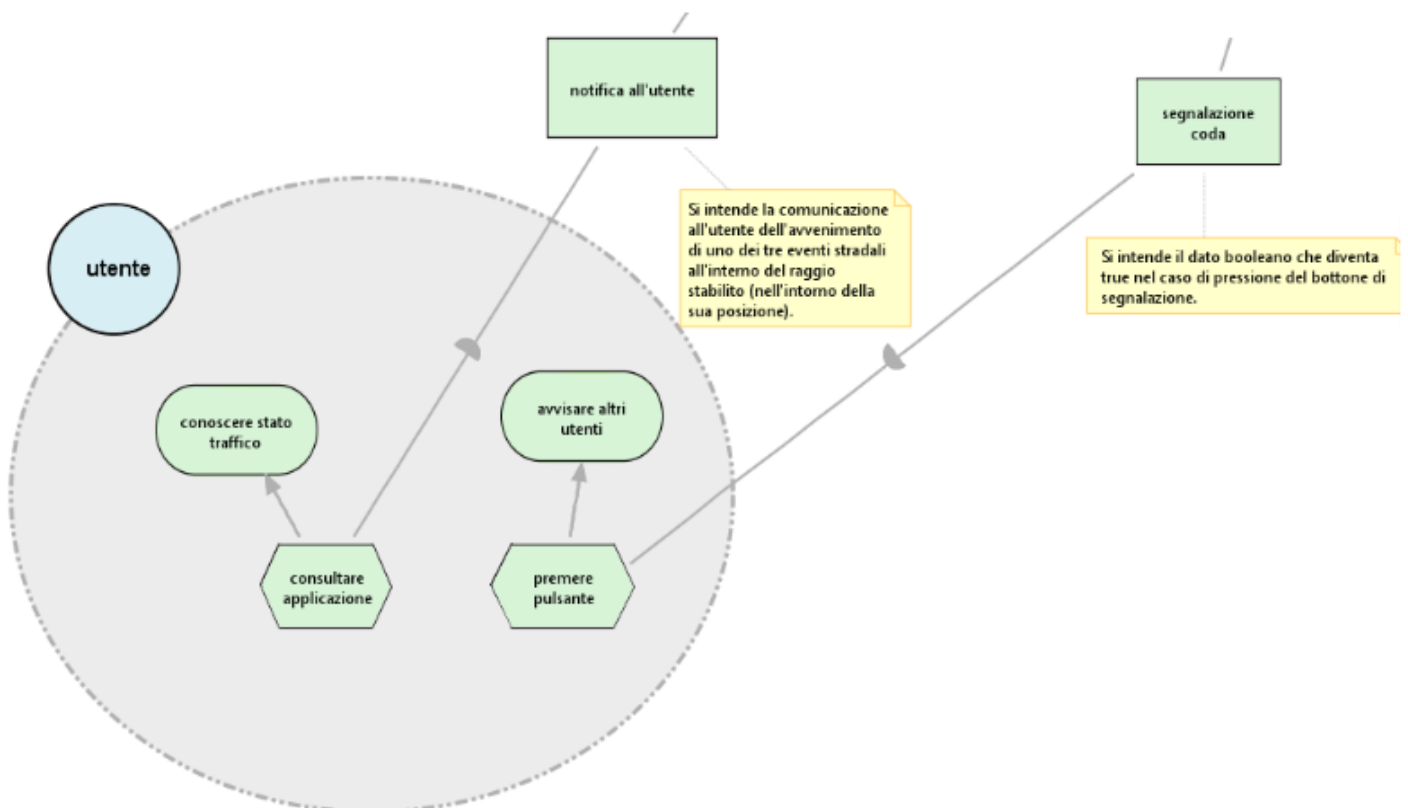 notifica all'utente
segnalazione
coda
Si intende la comunicazione
all'utente dell'avvenimento
di uno dei tre eventi stradali
all'interno del raggio
stabilito (nell'intorno della
sua posizione).
Si intende il dato booleano che diventa
true nel caso di pressione del bottone di
segnalazione.
utente
conoscere stato
traffico
avvisare altri
utenti
consultare
applicazione
premere
pulsante